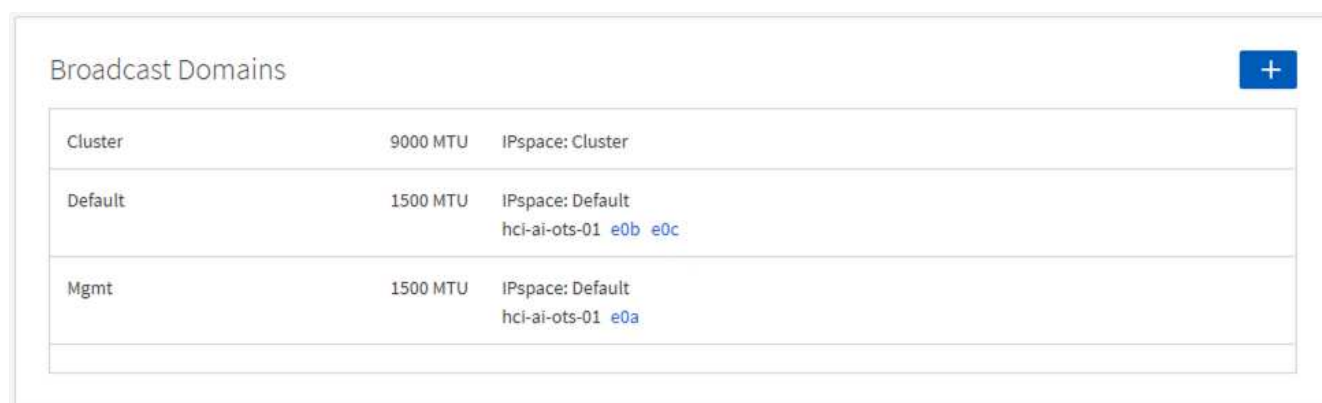 Broadcast Domains
+
Cluster 9000 MTU IPspace: Cluster
Default 1500 MTU IPspace: Default
hci-ai-ots-01 e0b e0c
Mgmt 1500 MTU IPspace: Default
hci-ai-ots-01 e0a